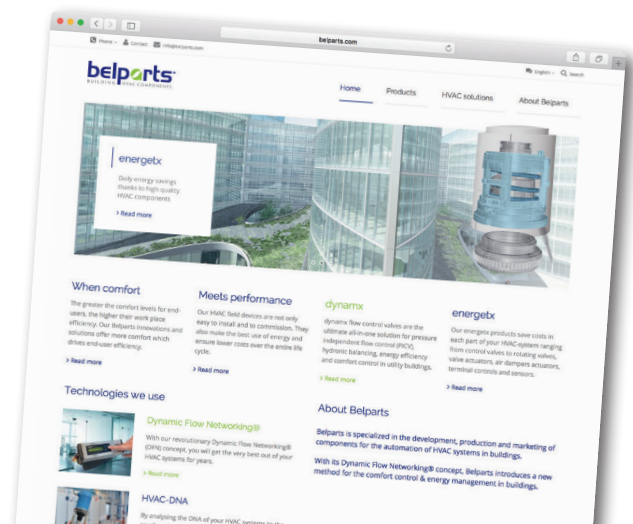 belparts.com
Home
Contact
info@belparts.com
English
Search
belparts
BUILDING HVAC COMPONENTS
Home
Products
HVAC solutions
About Belparts
energetx
Daily energy savings
thanks to high quality
HVAC components
> Read more
When comfort
The greater the comfort levels for end-
users, the higher their work place
efficiency. Our Belparts innovations and
solutions offer more comfort which
drives end-user efficiency.
> Read more
Meets performance
Our HVAC field devices are not only
easy to install and to commission. They
also make the best use of energy and
ensure lower costs over the entire life
cycle.
> Read more
dynamx
dynamx flow control valves are the
ultimate all-in-one solution for pressure
independent flow control (PICV),
hydronic balancing, energy efficiency
and comfort control in utility buildings.
> Read more
energetx
Our energetx products save costs in
each part of your HVAC-system ranging
from control valves to rotating valves,
valve actuators, air dampers actuators,
terminal controls and sensors.
> Read more
Technologies we use
Dynamic Flow Networking®
With our revolutionary Dynamic Flow Networking®
(DFN) concept, you will get the very best out of your
HVAC systems for years.
> Read more
HVAC-DNA
By analysing the DNA of your HVAC systems
About Belparts
Belparts is specialized in the development, production and marketing of
components for the automation of HVAC systems in buildings.
With its Dynamic Flow Networking® concept, Belparts introduces a new
method for the comfort control & energy management in buildings.